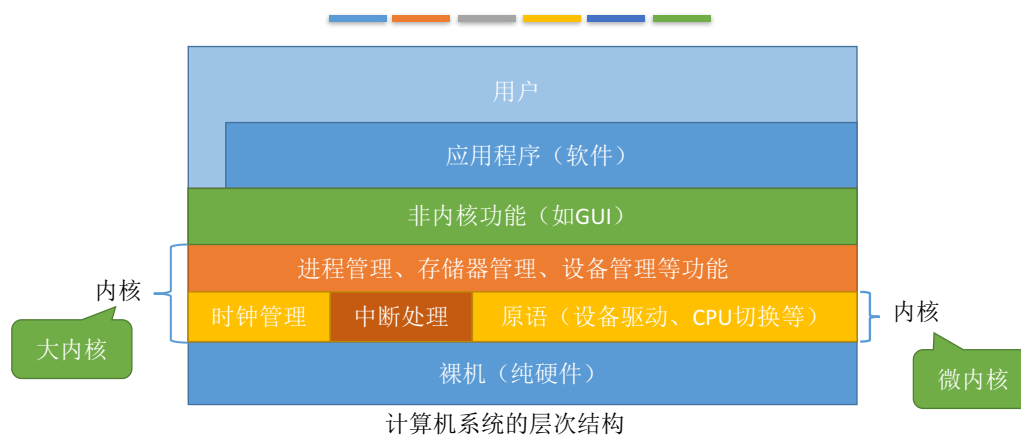 用户
应用程序（软件）
非内核功能（如GUI）
进程管理、存储器管理、设备管理等功能
内核
时钟管理
中断处理
原语（设备驱动、CPU切换等）
内核
大内核
裸机（纯硬件）
微内核
计算机系统的层次结构